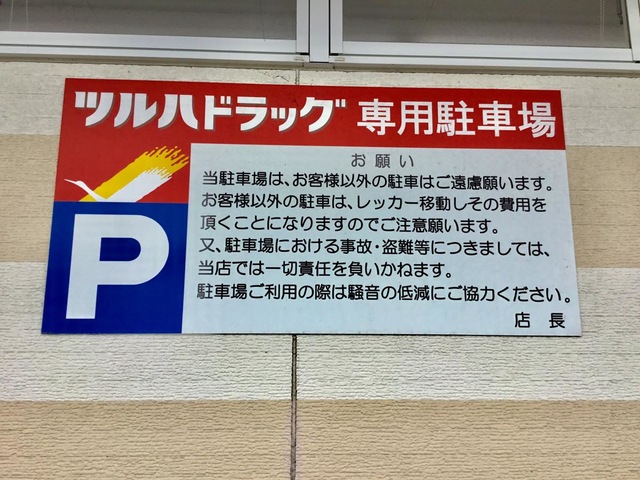 ツルハドラッグ 専用駐車場
お願い
当駐車場は、お客様以外の駐車はご遠慮願います。
お客様以外の駐車は、レッカー移動しその費用を
頂くことになりますのでご注意願います。
又、駐車場における事故・盗難等につきましては、
当店では一切責任を負いかねます。
駐車場ご利用の際は騒音の低減にご協力ください。
店 長
P